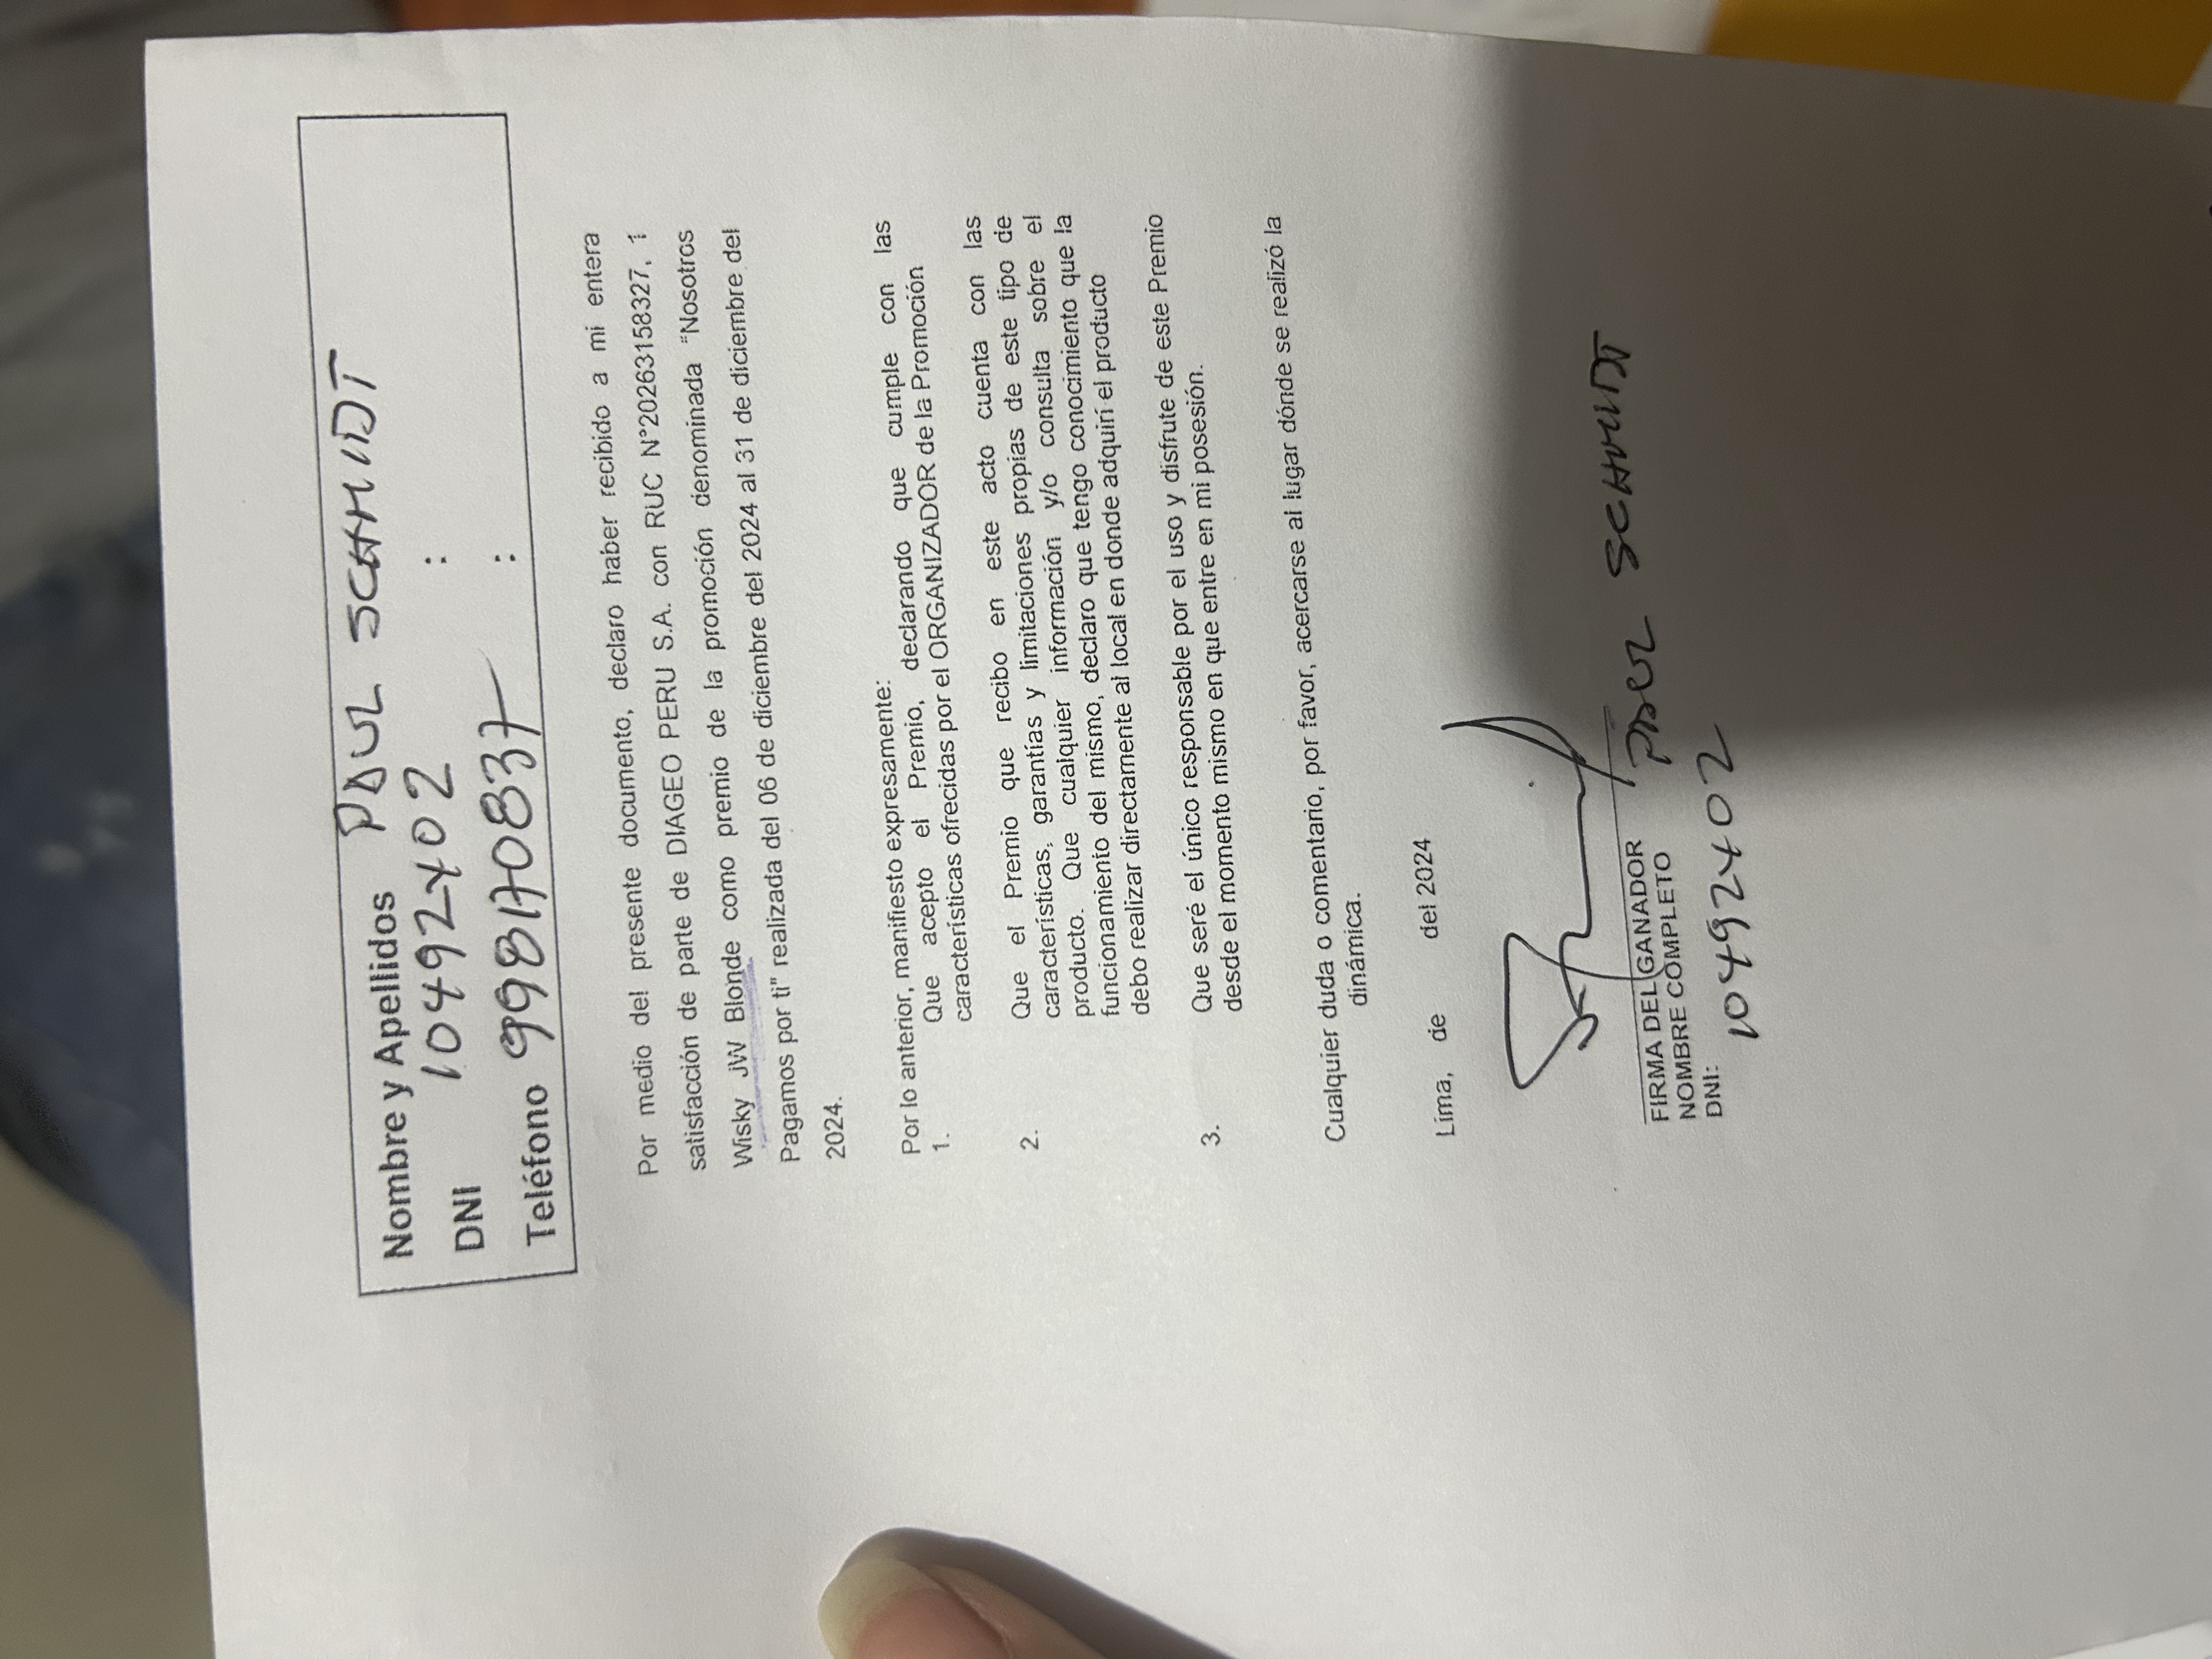 Nombre y Apellidos PAUL SCHMIDT
DNI 10492402 :
Teléfono 998170837 :
Por medio del presente documento, declaro haber recibido a mi entera
satisfacción de parte de DIAGEO PERU S.A. con RUC N°20263158327, 1
Wisky JW Blonde como premio de la promoción denominada "Nosotros
Pagamos por ti" realizada del 06 de diciembre del 2024 al 31 de diciembre del
2024.
Por lo anterior, manifiesto expresamente:
1. Que acepto el Premio, declarando que cumple con las
características ofrecidas por el ORGANIZADOR de la Promoción
2. Que el Premio que recibo en este acto cuenta con las
características, garantías y limitaciones propias de este tipo de
producto. Que cualquier información y/o consulta sobre el
funcionamiento del mismo, declaro que tengo conocimiento que la
debo realizar directamente al local en donde adquirí el producto
3. Que seré el único responsable por el uso y disfrute de este Premio
desde el momento mismo en que entre en mi posesión.
Cualquier duda o comentario, por favor, acercarse al lugar dónde se realizó la
dinámica.
Lima, de del 2024
FIRMA DEL GANADOR
NOMBRE COMPLETO PAUL SCHMIDT
DNI:
10492402